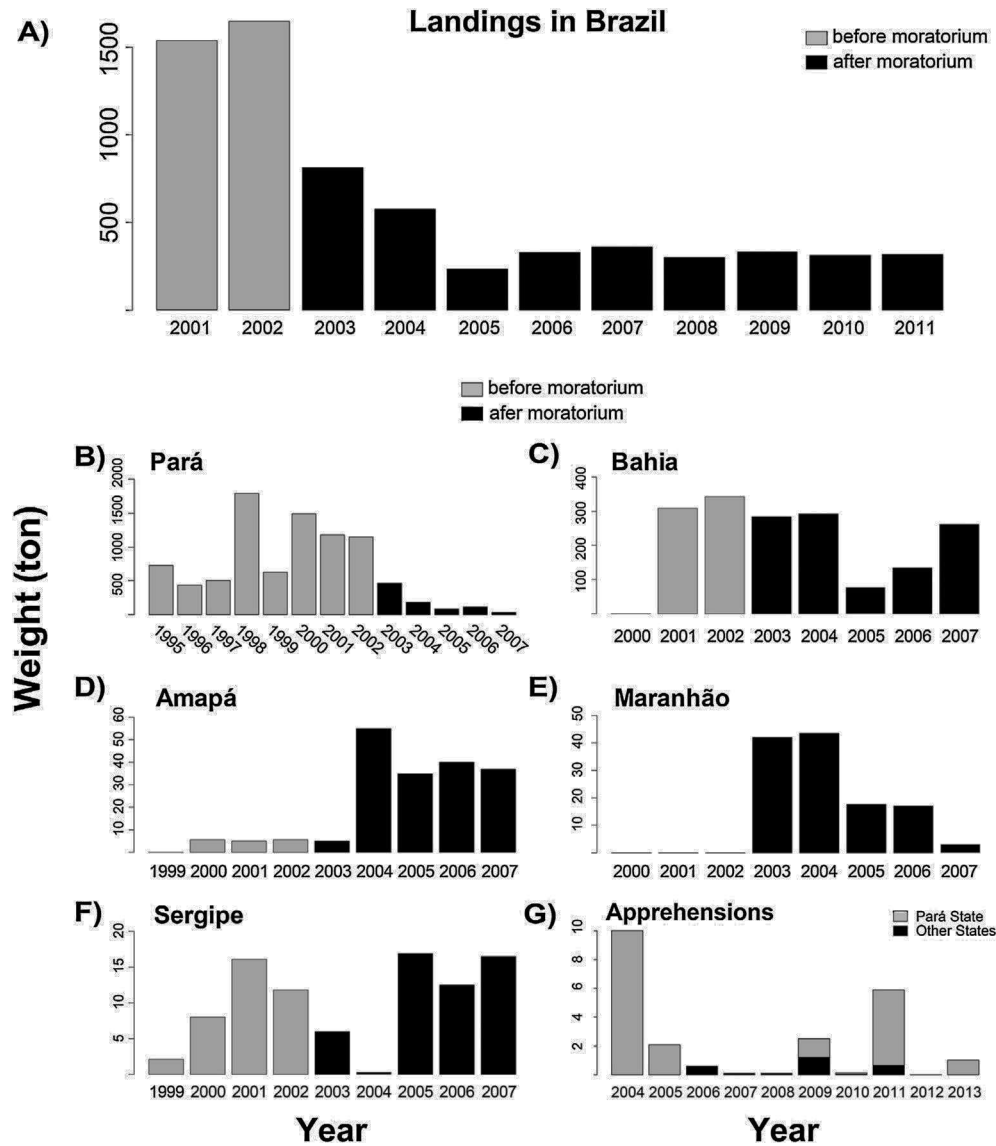 A)
Landings in Brazil
before moratorium
after moratorium
1500
1000
500
2001 2002 2003 2004 2005 2006 2007 2008 2009 2010 2011
before moratorium
afer moratorium
Weight (ton)
B) Pará
2000
1500
1000
500
1995 1996 1997 1998 1999 2000 2001 2002 2003 2004 2005 2006 2007
C) Bahia
400
300
200
100
2000 2001 2002 2003 2004 2005 2006 2007
D) Amapá
60
50
40
30
20
10
1999 2000 2001 2002 2003 2004 2005 2006 2007
E) Maranhão
50
40
30
20
10
2000 2001 2002 2003 2004 2005 2006 2007
F) Sergipe
20
15
10
5
1999 2000 2001 2002 2003 2004 2005 2006 2007
Year
G) Apprehensions
Pará State
Other States
10
8
6
4
2
2004 2005 2006 2007 2008 2009 2010 2011 2012 2013
Year